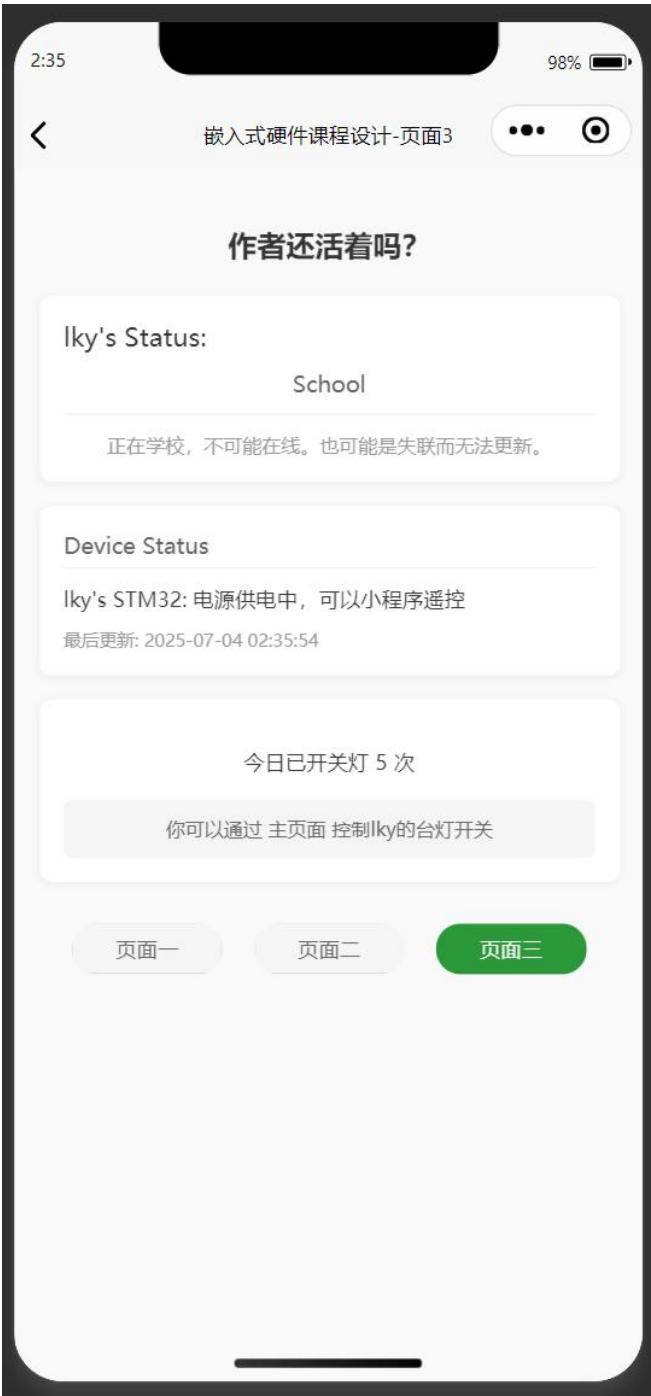 2:35
98%
嵌入式硬件课程设计-页面3
作者还活着吗?
lky's Status:
School
正在学校，不可能在线。也可能是失联而无法更新。
Device Status
lky's STM32: 电源供电中，可以小程序遥控
最后更新: 2025-07-04 02:35:54
今日已开关灯 5 次
你可以通过 主页面 控制lky的台灯开关
页面一 页面二 页面三